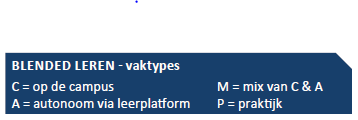 BLENDED LEREN - vaktypes
C = op de campus
A = autonoom via leerplatform
M = mix van C & A
P = praktijk